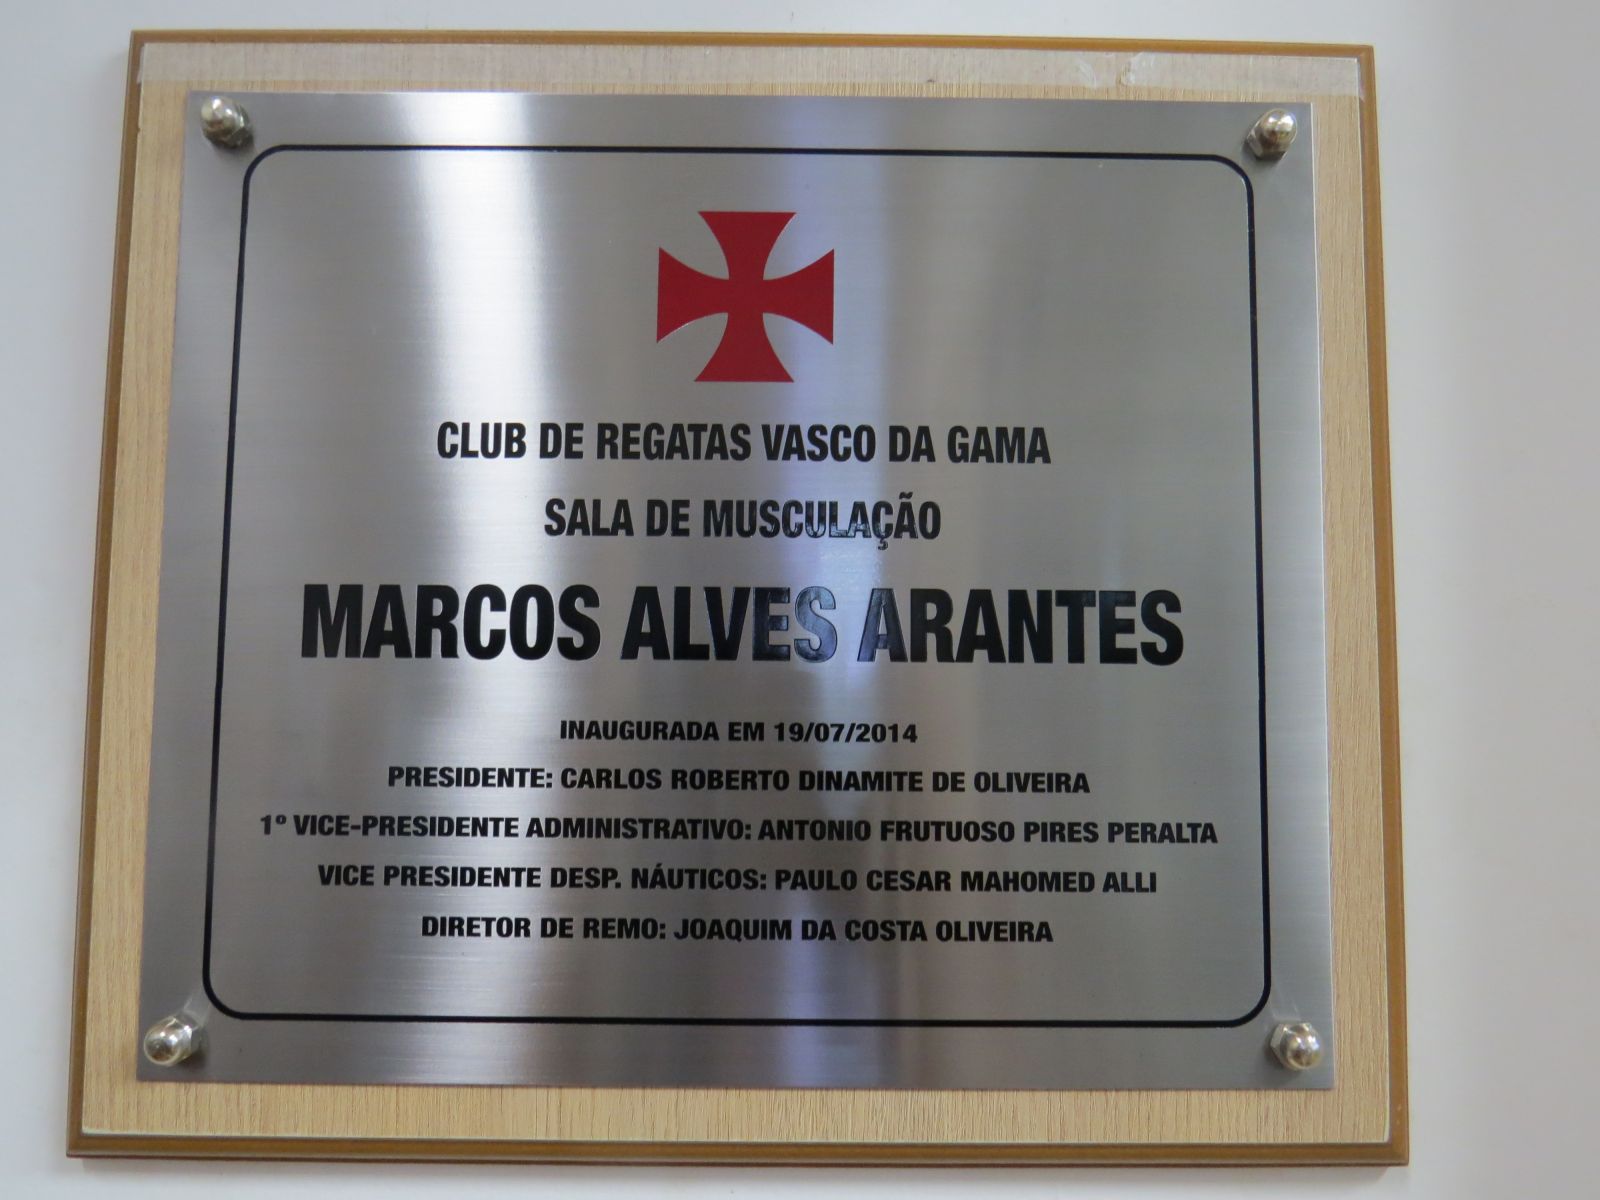 CLUB DE REGATAS VASCO DA GAMA
SALA DE MUSCULAÇÃO
MARCOS ALVES ARANTES
INAUGURADA EM 19/07/2014
PRESIDENTE: CARLOS ROBERTO DINAMITE DE OLIVEIRA
1º VICE-PRESIDENTE ADMINISTRATIVO: ANTONIO FRUTUOSO PIRES PERALTA
VICE PRESIDENTE DESP. NÁUTICOS: PAULO CESAR MAHOMED ALLI
DIRETOR DE REMO: JOAQUIM DA COSTA OLIVEIRA